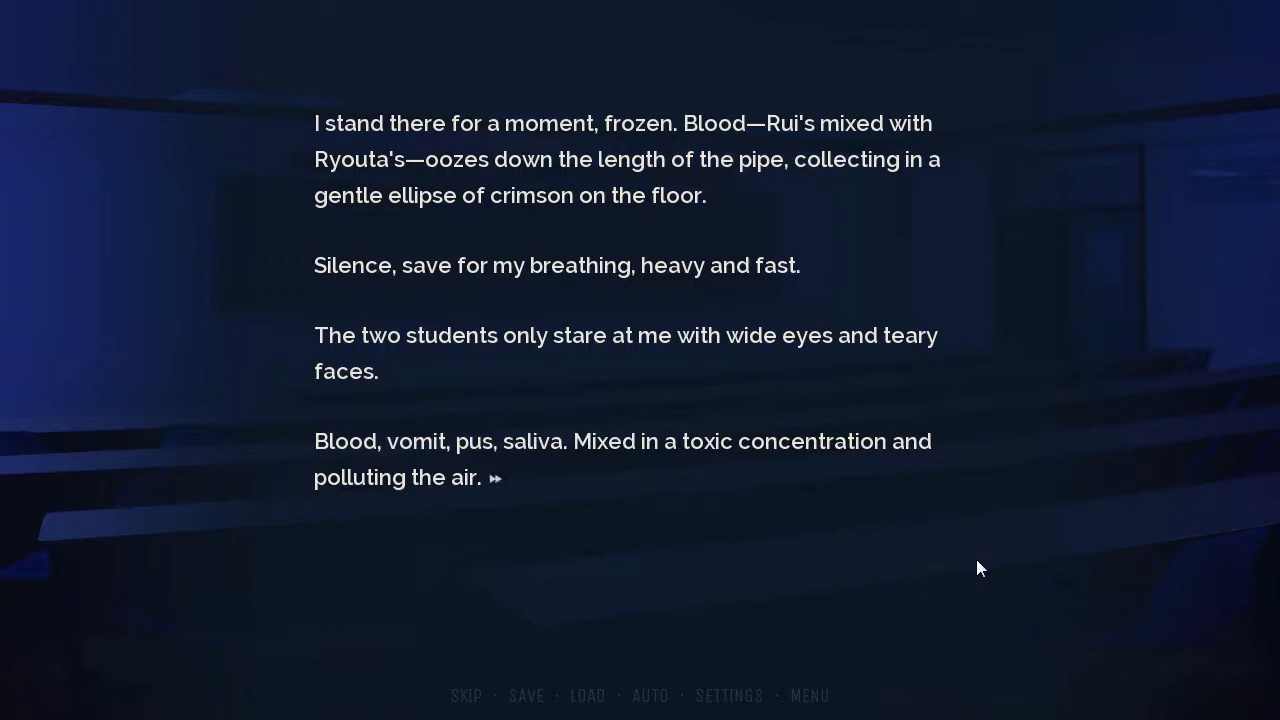 I stand there for a moment, frozen. Blood—Rui's mixed with
Ryouta's—oozes down the length of the pipe, collecting in a
gentle ellipse of crimson on the floor.
Silence, save for my breathing, heavy and fast.
The two students only stare at me with wide eyes and teary
faces.
Blood, vomit, pus, saliva. Mixed in a toxic concentration and
polluting the air.
SKIP · SAVE · LOAD · AUTO · SETTINGS · MENU